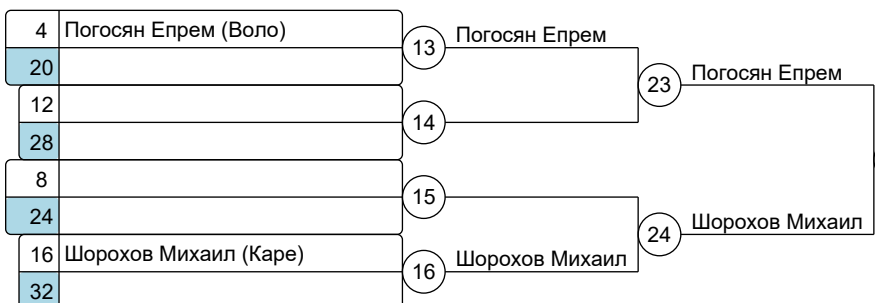 4 Погосян Епрем (Воло)
20
12
28
8
24
16 Шорохов Михаил (Каре)
32
13 Погосян Епрем
14
15
16 Шорохов Михаил
23 Погосян Епрем
24 Шорохов Михаил